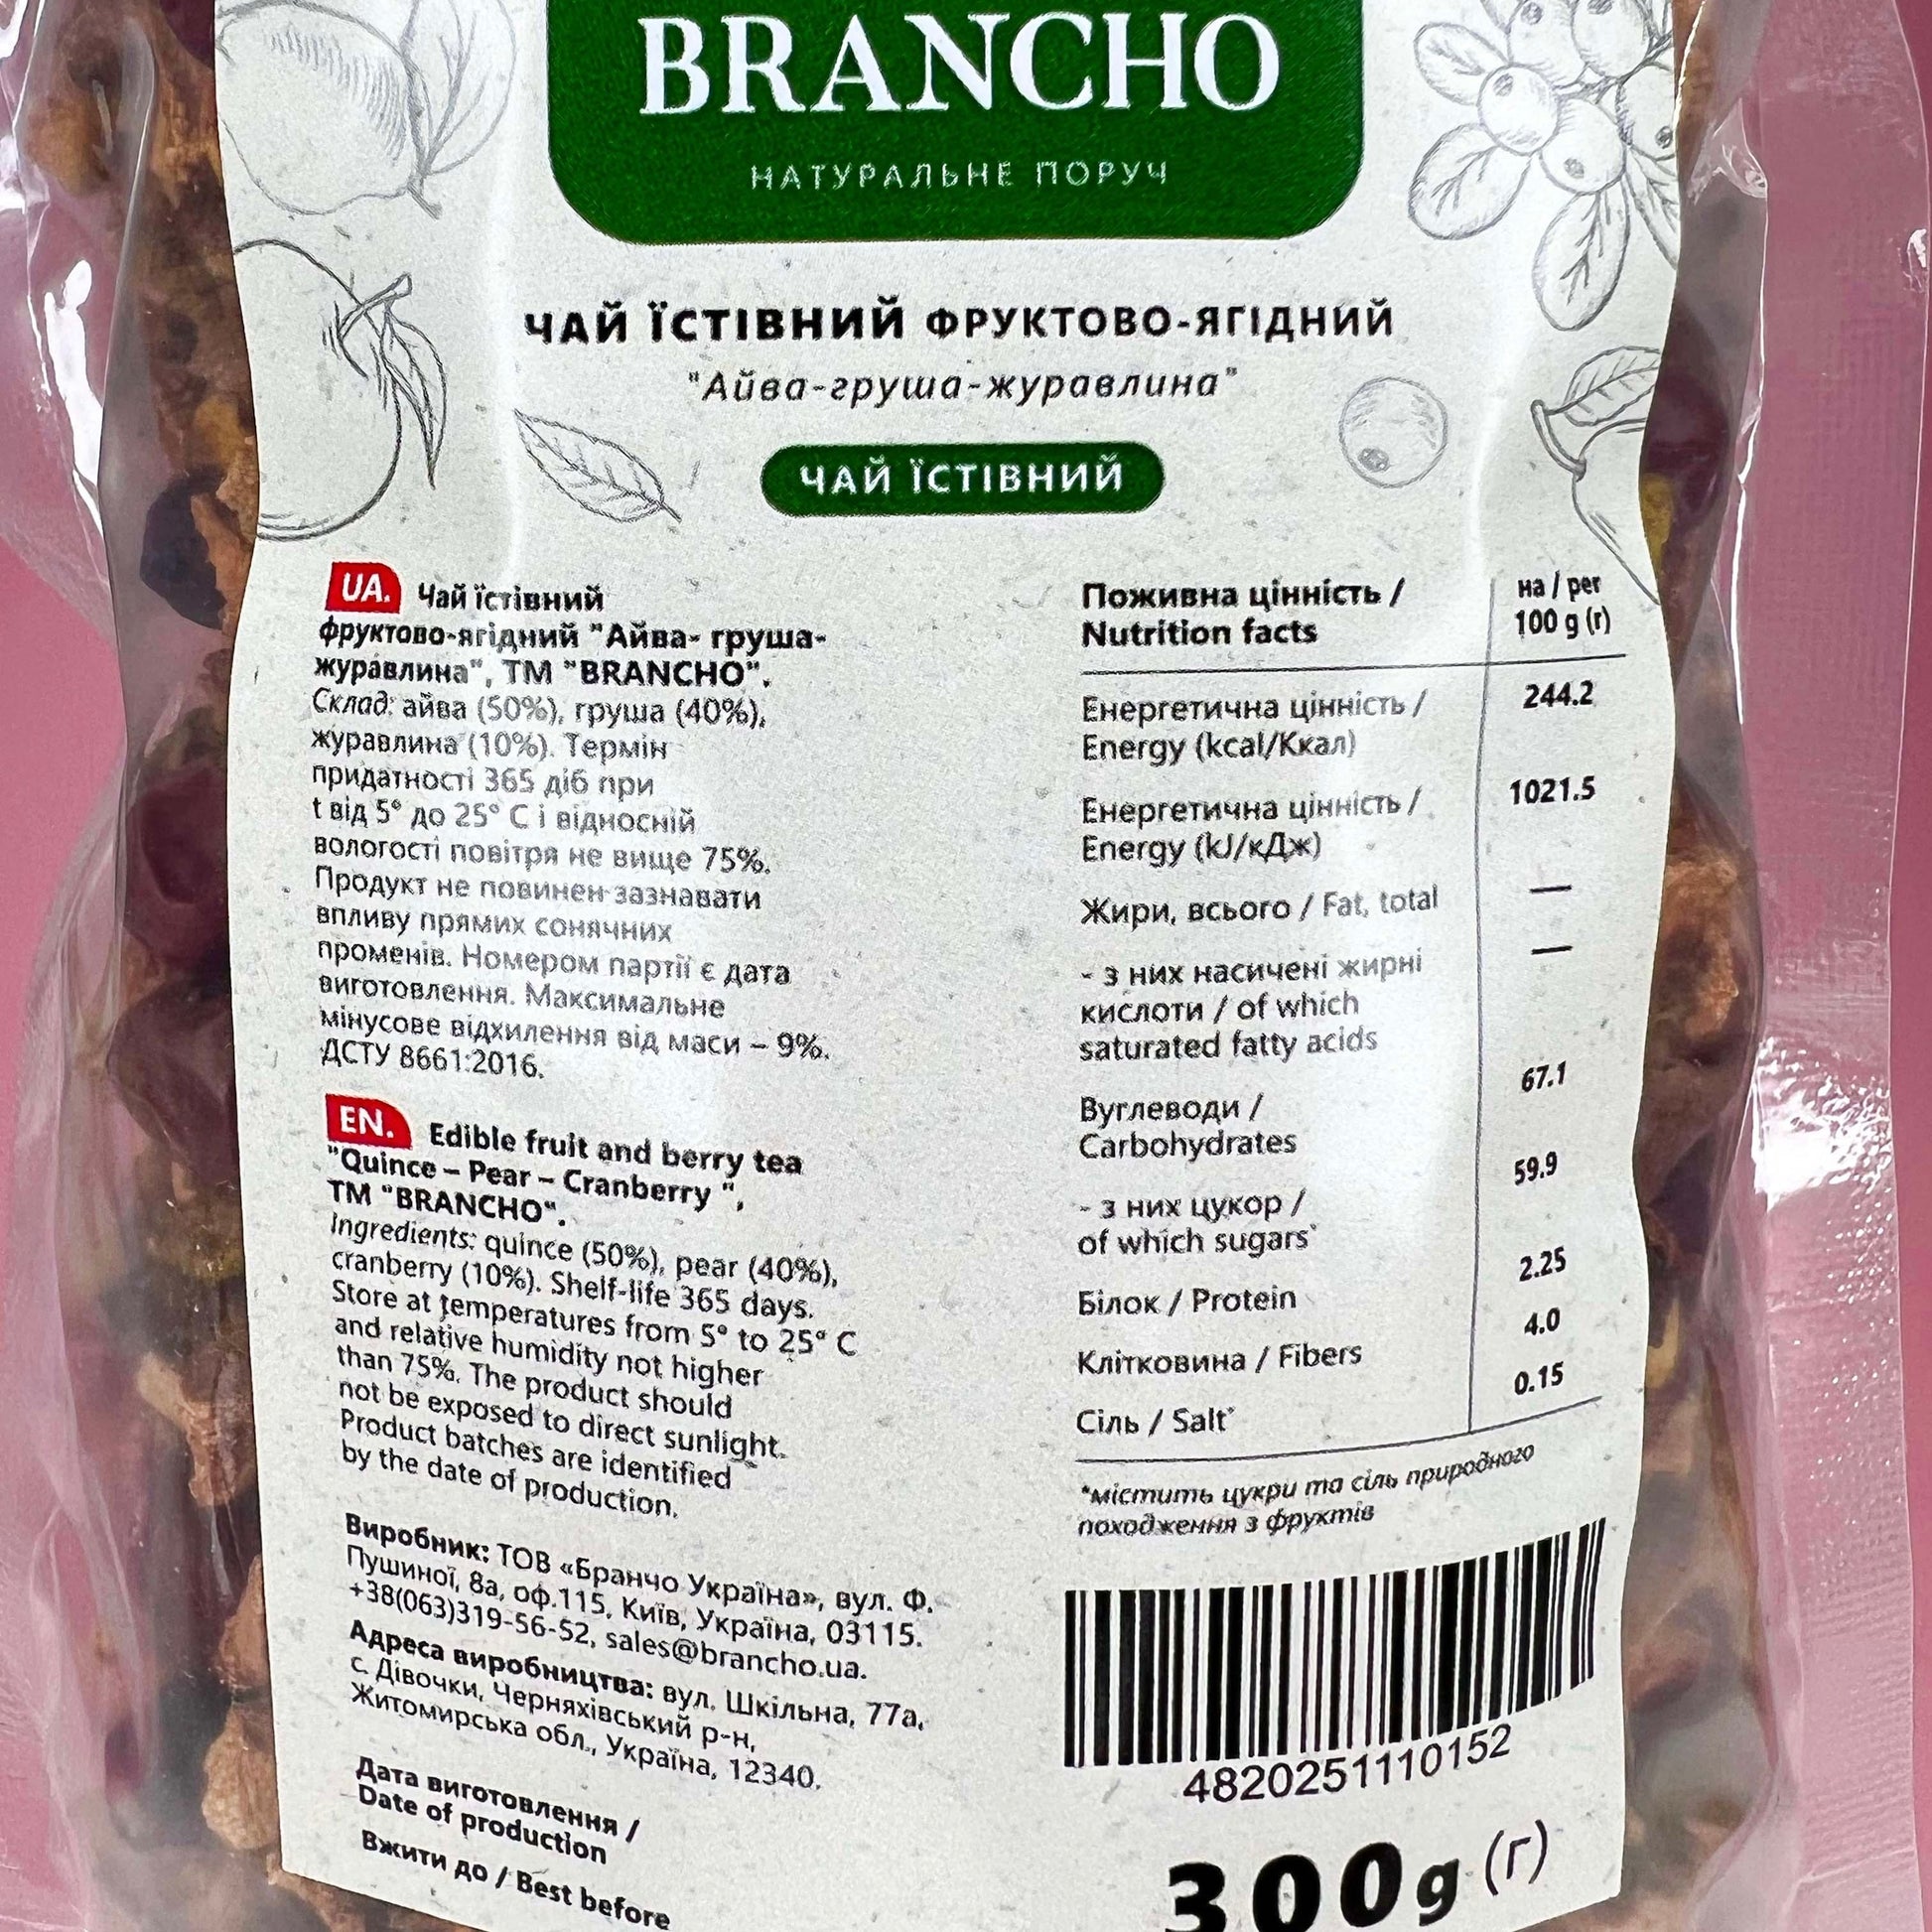 BRANCHO
НАТУРАЛЬНЕ ПОРУЧ
ЧАЙ ЇСТІВНИЙ ФРУКТОВО-ЯГІДНИЙ
"Айва-груша-журавлина"
ЧАЙ ЇСТІВНИЙ
UA. Чай їстівний
фруктово-ягідний "Айва- груша-
журавлина", ТМ "BRANCHO".
Склад: айва (50%), груша (40%),
журавлина (10%). Термін
придатності 365 діб при
t від 5° до 25° С і відносній
вологості повітря не вище 75%.
Продукт не повинен зазнавати
впливу прямих сонячних
променів. Номером партії є дата
виготовлення. Максимальне
мінусове відхилення від маси – 9%.
ДСТУ 8661:2016.
EN. Edible fruit and berry tea
"Quince – Pear – Cranberry ",
TM "BRANCHO".
Ingredients: quince (50%), pear (40%),
cranberry (10%). Shelf-life 365 days.
Store at temperatures from 5° to 25° C
and relative humidity not higher
than 75%. The product should
not be exposed to direct sunlight.
Product batches are identified
by the date of production.
Виробник: ТОВ «Бранчо Україна», вул. Ф.
Пушиної, 8а, оф.115, Київ, Україна, 03115.
+38(063)319-56-52, sales@brancho.ua.
Адреса виробництва: вул. Шкільна, 77а,
с. Дівочки, Черняхівський р-н,
Житомирська обл., Україна, 12340.
Дата виготовлення /
Date of production
Вжити до / Best before
Поживна цінність / на / per
Nutrition facts 100 g (г)
Енергетична цінність / 244.2
Energy (kcal/Ккал)
Енергетична цінність / 1021.5
Energy (kJ/кДж)
Жири, всього / Fat, total —
- з них насичені жирні —
кислоти / of which
saturated fatty acids
Вуглеводи / 67.1
Carbohydrates
- з них цукор / 59.9
of which sugars*
Білок / Protein 2.25
Клітковина / Fibers 4.0
Сіль / Salt* 0.15
*містить цукри та сіль природного
походження з фруктів
4820251110152
300g (г)